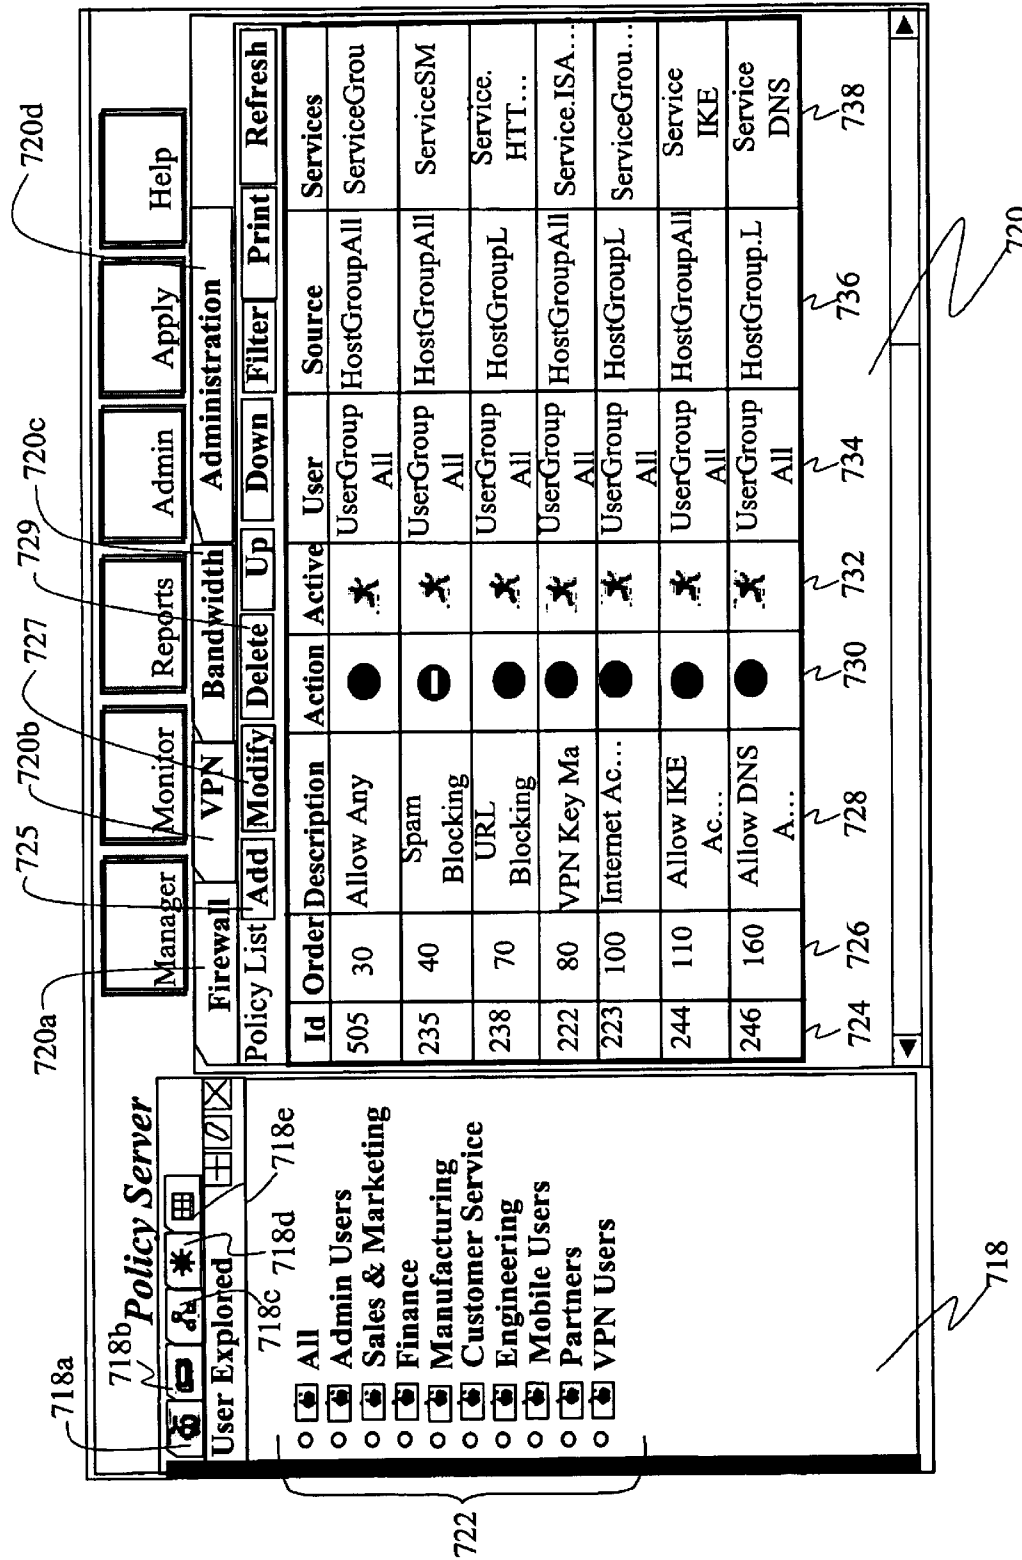 720d
720c
729
727
720b
725
720a
718a
718b
Policy Server
Manager Monitor Reports Admin Apply Help
Firewall VPN Bandwidth Administration
Policy List Add Modify Delete Up Down Filter Print Refresh
User Explored
718c
718d
718e
All
Admin Users
Sales & Marketing
Finance
Manufacturing
Customer Service
Engineering
Mobile Users
Partners
VPN Users
722
Id Order Description Action Active User Source Services
505 30 Allow Any UserGroup All HostGroupAll ServiceGrou
235 40 Spam Blocking UserGroup All HostGroupAll ServiceSM
238 70 URL Blocking UserGroup All HostGroupL Service. HTT...
222 80 VPN Key Ma UserGroup All HostGroupAll Service.ISA...
223 100 Internet Ac... UserGroup All HostGroupL ServiceGrou...
244 110 Allow IKE Ac... UserGroup All HostGroupAll Service IKE
246 160 Allow DNS A... UserGroup All HostGroup.L Service DNS
724 726 728 730 732 734 736 738
718
720